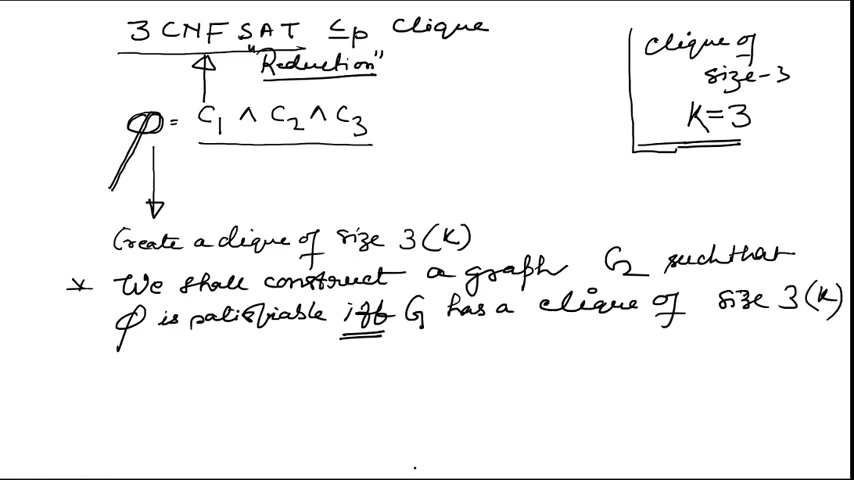 3 CNF SAT ≤p clique
"Reduction"
clique of
size-3
K=3
φ = C1 ∧ C2 ∧ C3
Create a clique of size 3(K)
* We shall construct a graph G such that
φ is satisfiable iff G has a clique of size 3(K)